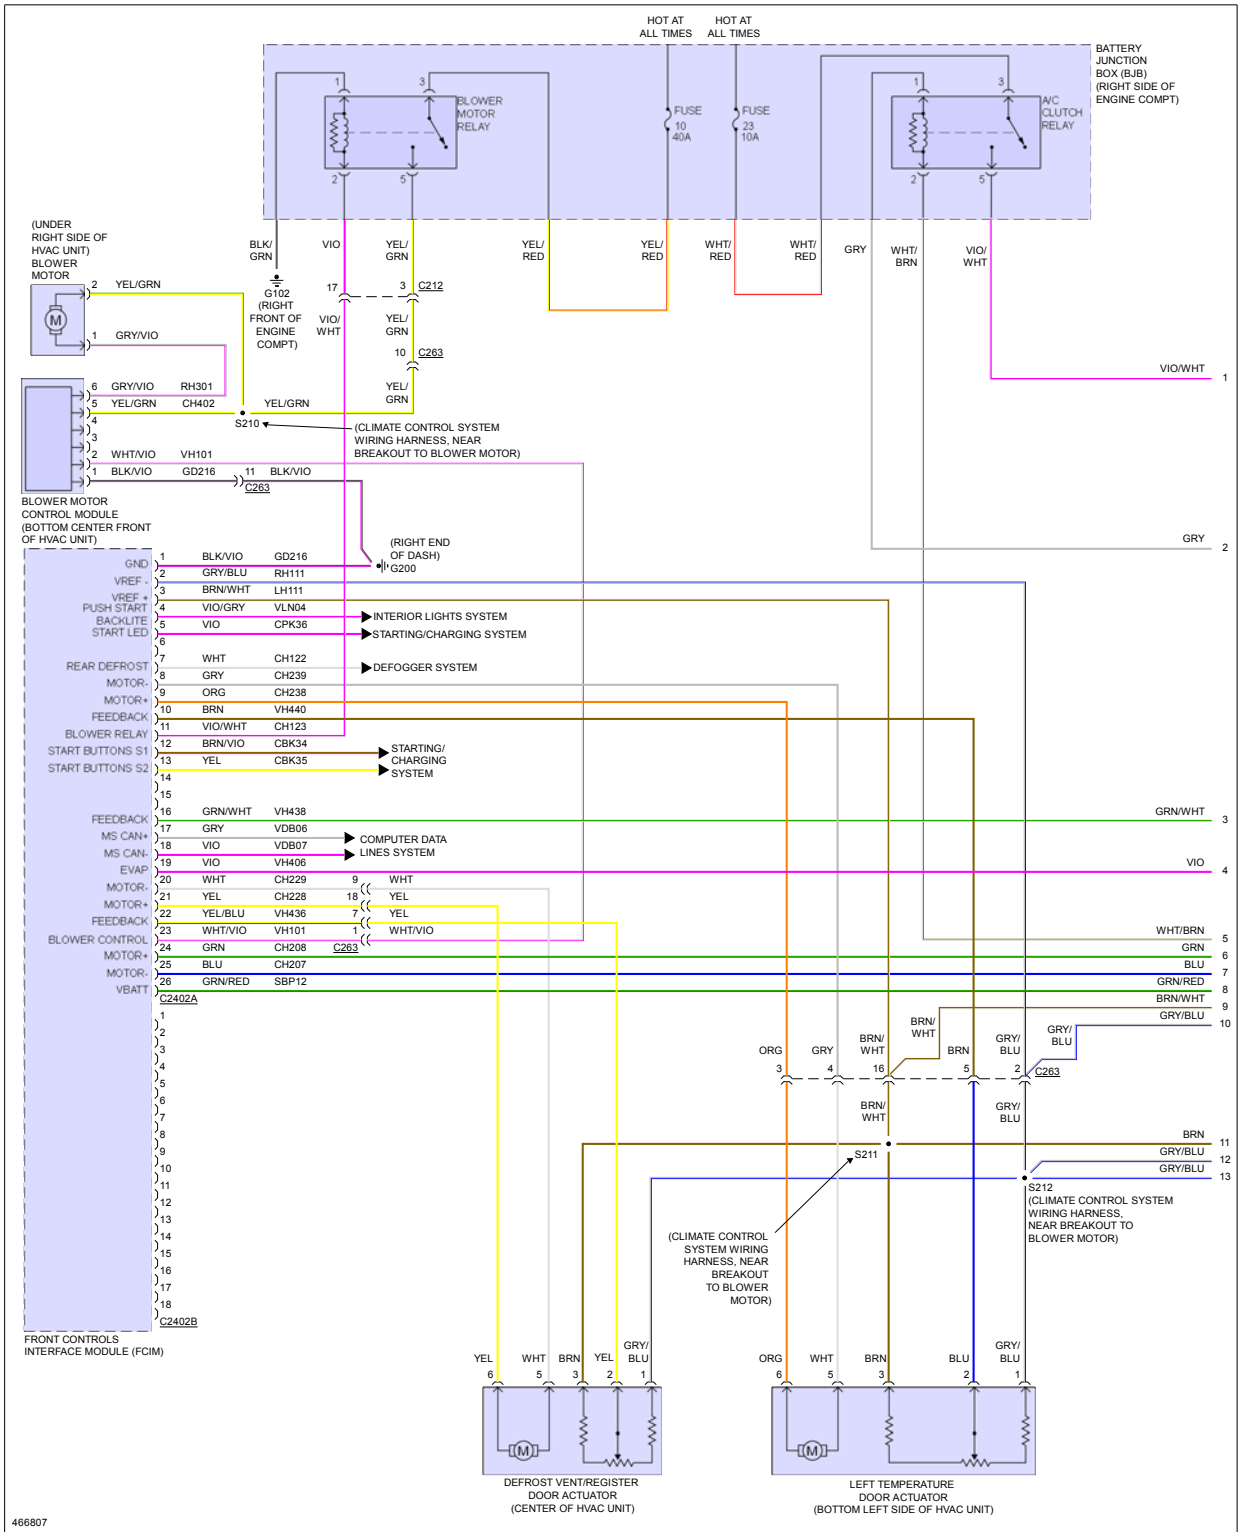 HOT AT
ALL TIMES
HOT AT
ALL TIMES
BATTERY
JUNCTION
BOX (BJB)
(RIGHT SIDE OF
ENGINE COMPT)
1
3
BLOWER
MOTOR
RELAY
2
5
FUSE
10
40A
FUSE
23
10A
1
3
A/C
CLUTCH
RELAY
2
5
BLK/
GRN
VIO
YEL/
GRN
YEL/
RED
YEL/
RED
WHT/
RED
WHT/
RED
GRY
WHT/
BRN
VIO/
WHT
(UNDER
RIGHT SIDE OF
HVAC UNIT)
BLOWER
MOTOR
M
2 YEL/GRN
1 GRY/VIO
G102
(RIGHT
FRONT OF
ENGINE
COMPT)
17
3 C212
VIO/
WHT
YEL/
GRN
10 C263
YEL/
GRN
VIO/WHT 1
6 GRY/VIO RH301
5 YEL/GRN CH402 YEL/GRN
4
3
2 WHT/VIO VH101
1 BLK/VIO GD216 11 BLK/VIO
C263
S210
(CLIMATE CONTROL SYSTEM
WIRING HARNESS, NEAR
BREAKOUT TO BLOWER MOTOR)
BLOWER MOTOR
CONTROL MODULE
(BOTTOM CENTER FRONT
OF HVAC UNIT)
(RIGHT END
OF DASH)
G200
GRY 2
GND 1 BLK/VIO GD216
VREF - 2 GRY/BLU RH111
VREF + 3 BRN/WHT LH111
PUSH START
BACKLITE 4 VIO/GRY VLN04 INTERIOR LIGHTS SYSTEM
START LED 5 VIO CPK36 STARTING/CHARGING SYSTEM
6
REAR DEFROST 7 WHT CH122 DEFOGGER SYSTEM
MOTOR- 8 GRY CH239
MOTOR+ 9 ORG CH238
FEEDBACK 10 BRN VH440
BLOWER RELAY 11 VIO/WHT CH123
START BUTTONS S1 12 BRN/VIO CBK34
START BUTTONS S2 13 YEL CBK35
STARTING/
CHARGING
SYSTEM
14
15
FEEDBACK 16 GRN/WHT VH438 GRN/WHT 3
MS CAN+ 17 GRY VDB06
MS CAN- 18 VIO VDB07
COMPUTER DATA
LINES SYSTEM
EVAP 19 VIO VH406 VIO 4
MOTOR- 20 WHT CH229 9 WHT
MOTOR+ 21 YEL CH228 18 YEL
FEEDBACK 22 YEL/BLU VH436 7 YEL
BLOWER CONTROL 23 WHT/VIO VH101 1 WHT/VIO
C263
WHT/BRN 5
MOTOR+ 24 GRN CH208 GRN 6
MOTOR- 25 BLU CH207 BLU 7
VBATT 26 GRN/RED SBP12 GRN/RED 8
C2402A
BRN/WHT 9
GRY/BLU 10
1
2
3
4
5
6
7
8
9
10
11
12
13
14
15
16
17
18
C2402B
FRONT CONTROLS
INTERFACE MODULE (FCIM)
BRN/
WHT
GRY/
BLU
ORG
3
GRY
4
BRN/
WHT
16
BRN
5
GRY/
BLU
2
C263
BRN/
WHT
GRY/
BLU
BRN 11
GRY/BLU 12
GRY/BLU 13
S211
S212
(CLIMATE CONTROL SYSTEM
WIRING HARNESS,
NEAR BREAKOUT TO
BLOWER MOTOR)
(CLIMATE CONTROL
SYSTEM WIRING
HARNESS, NEAR
BREAKOUT
TO BLOWER
MOTOR)
YEL
6
WHT
5
BRN
3
YEL
2
GRY/
BLU
1
ORG
6
WHT
5
BRN
3
BLU
2
GRY/
BLU
1
M
M
DEFROST VENT/REGISTER
DOOR ACTUATOR
(CENTER OF HVAC UNIT)
LEFT TEMPERATURE
DOOR ACTUATOR
(BOTTOM LEFT SIDE OF HVAC UNIT)
466807